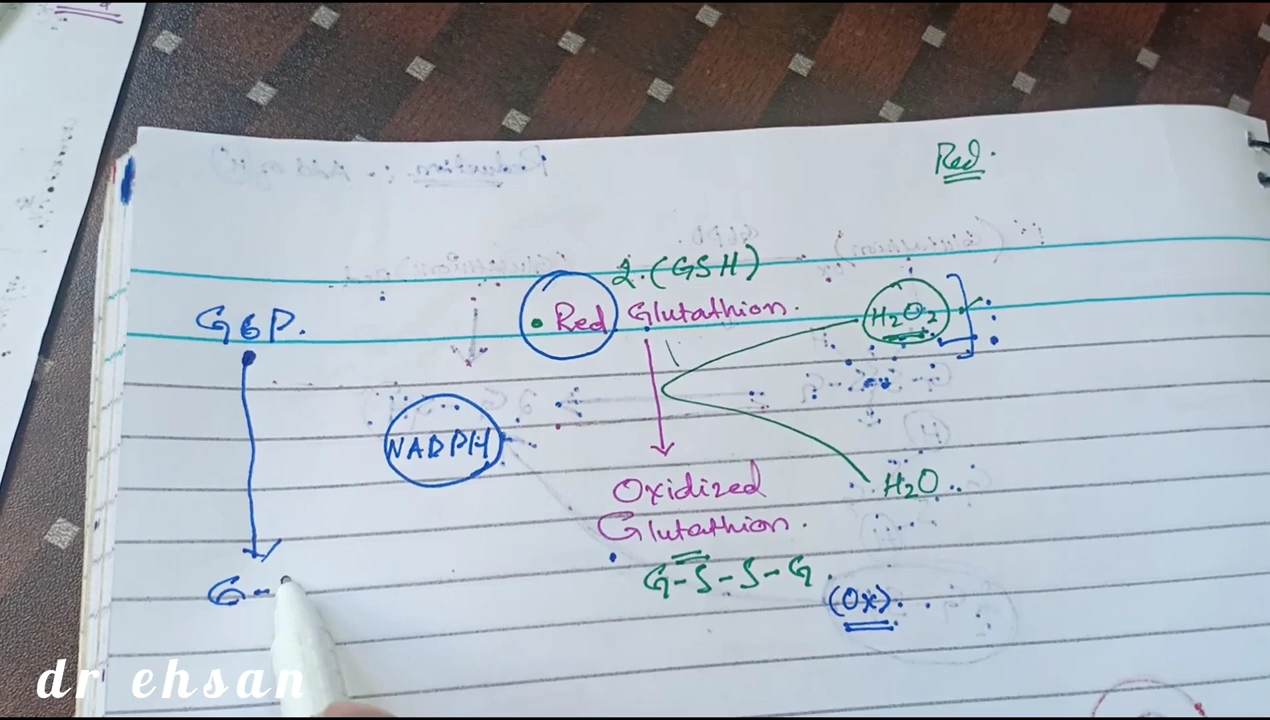 Red.
2.(GSH)
G6P.
Red Glutathion.
H₂O₂
NADPH
Oxidized
Glutathion.
H₂O
G-S-S-G.
(Ox).
G-
dr ehsan